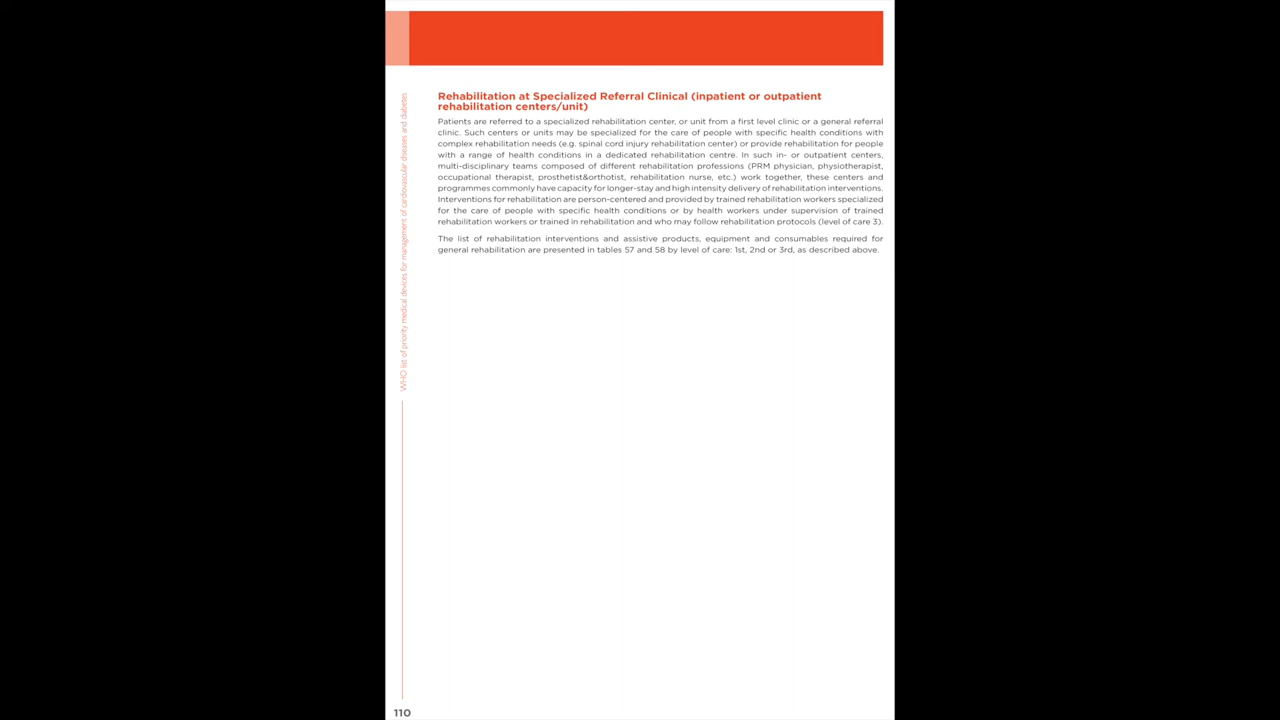 Rehabilitation at Specialized Referral Clinical (inpatient or outpatient
rehabilitation centers/unit)
Patients are referred to a specialized rehabilitation center, or unit from a first level clinic or a general referral
clinic. Such centers or units may be specialized for the care of people with specific health conditions with
complex rehabilitation needs (e.g. spinal cord injury rehabilitation center) or provide rehabilitation for people
with a range of health conditions in a dedicated rehabilitation centre. In such in- or outpatient centers,
multi-disciplinary teams composed of different rehabilitation professions (PRM physician, physiotherapist,
occupational therapist, prosthetist&orthotist, rehabilitation nurse, etc.) work together, these centers and
programmes commonly have capacity for longer-stay and high intensity delivery of rehabilitation interventions.
Interventions for rehabilitation are person-centered and provided by trained rehabilitation workers specialized
for the care of people with specific health conditions or by health workers under supervision of trained
rehabilitation workers or trained in rehabilitation and who may follow rehabilitation protocols (level of care 3).
The list of rehabilitation interventions and assistive products, equipment and consumables required for
general rehabilitation are presented in tables 57 and 58 by level of care: 1st, 2nd or 3rd, as described above.
WHO list of priority medical devices for management of cardiovascular diseases and diabetes
110